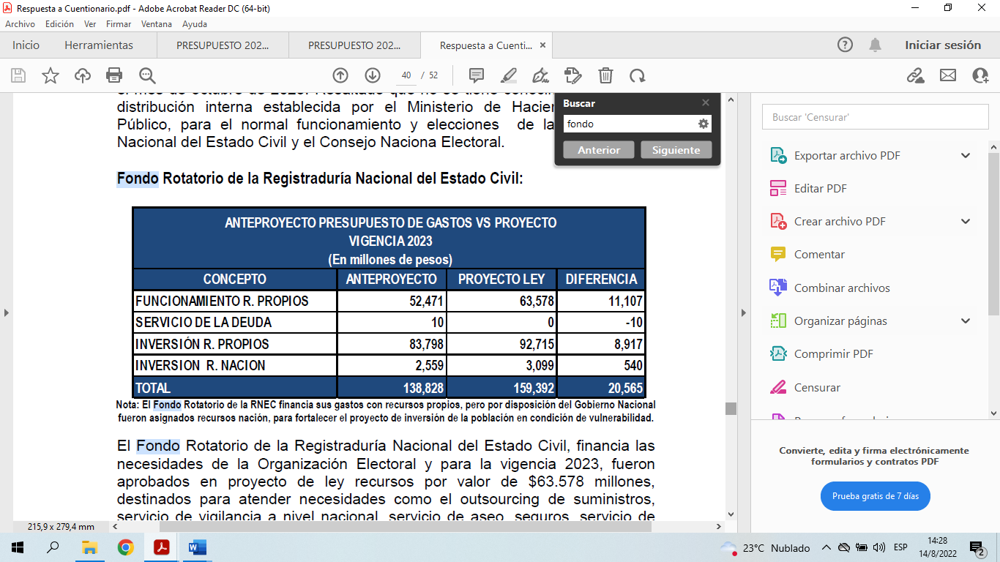 Respuesta a Cuentionario.pdf - Adobe Acrobat Reader DC (64-bit)
Archivo Edición Ver Firmar Ventana Ayuda
Inicio Herramientas PRESUPUESTO 202... PRESUPUESTO 202... Respuesta a Cuenti... ×
40 / 52
Iniciar sesión
Buscar
fondo
Anterior Siguiente
distribución interna establecida por el Ministerio de Hacien
Público, para el normal funcionamiento y elecciones de la
Nacional del Estado Civil y el Consejo Naciona Electoral.
Fondo Rotatorio de la Registraduría Nacional del Estado Civil:
ANTEPROYECTO PRESUPUESTO DE GASTOS VS PROYECTO
VIGENCIA 2023
(En millones de pesos)
CONCEPTO ANTEPROYECTO PROYECTO LEY DIFERENCIA
FUNCIONAMIENTO R. PROPIOS 52,471 63,578 11,107
SERVICIO DE LA DEUDA 10 0 -10
INVERSIÓN R. PROPIOS 83,798 92,715 8,917
INVERSION R. NACION 2,559 3,099 540
TOTAL 138,828 159,392 20,565
Nota: El Fondo Rotatorio de la RNEC financia sus gastos con recursos propios, pero por disposición del Gobierno Nacional
fueron asignados recursos nación, para fortalecer el proyecto de inversión de la población en condición de vulnerabilidad.
El Fondo Rotatorio de la Registraduría Nacional del Estado Civil, financia las
necesidades de la Organización Electoral y para la vigencia 2023, fueron
aprobados en proyecto de ley recursos por valor de $63.578 millones,
destinados para atender necesidades como el outsourcing de suministros,
servicio de vigilancia a nivel nacional, servicio de aseo, seguros, servicio de
215,9 x 279,4 mm
Buscar 'Censurar'
Exportar archivo PDF
Editar PDF
Crear archivo PDF
Comentar
Combinar archivos
Organizar páginas
Comprimir PDF
Censurar
Convierte, edita y firma electrónicamente
formularios y contratos PDF
Prueba gratis de 7 días
23°C Nublado
ESP
14:28
14/8/2022
2